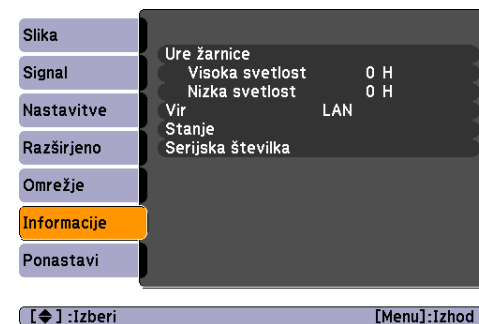 Slika
Signal
Nastavitve
Razširjeno
Omrežje
Informacije
Ponastavi
Ure žarnice
Visoka svetlost 0 H
Nizka svetlost 0 H
Vir LAN
Stanje
Serijska številka
[◆] :Izberi [Menu]:Izhod